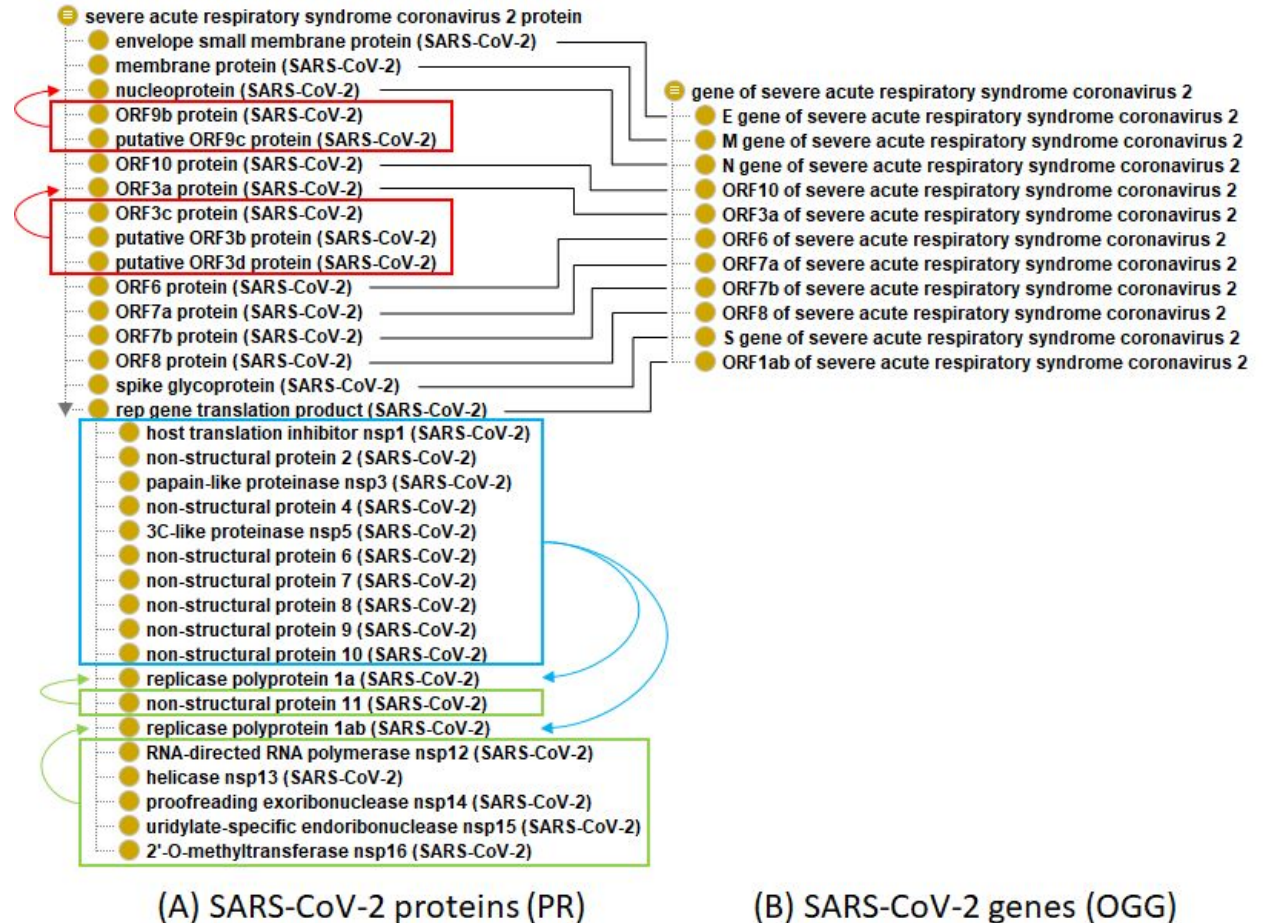 severe acute respiratory syndrome coronavirus 2 protein
envelope small membrane protein (SARS-CoV-2)
membrane protein (SARS-CoV-2)
nucleoprotein (SARS-CoV-2)
ORF9b protein (SARS-CoV-2)
putative ORF9c protein (SARS-CoV-2)
ORF10 protein (SARS-CoV-2)
ORF3a protein (SARS-CoV-2)
ORF3c protein (SARS-CoV-2)
putative ORF3b protein (SARS-CoV-2)
putative ORF3d protein (SARS-CoV-2)
ORF6 protein (SARS-CoV-2)
ORF7a protein (SARS-CoV-2)
ORF7b protein (SARS-CoV-2)
ORF8 protein (SARS-CoV-2)
spike glycoprotein (SARS-CoV-2)
rep gene translation product (SARS-CoV-2)
host translation inhibitor nsp1 (SARS-CoV-2)
non-structural protein 2 (SARS-CoV-2)
papain-like proteinase nsp3 (SARS-CoV-2)
non-structural protein 4 (SARS-CoV-2)
3C-like proteinase nsp5 (SARS-CoV-2)
non-structural protein 6 (SARS-CoV-2)
non-structural protein 7 (SARS-CoV-2)
non-structural protein 8 (SARS-CoV-2)
non-structural protein 9 (SARS-CoV-2)
non-structural protein 10 (SARS-CoV-2)
replicase polyprotein 1a (SARS-CoV-2)
non-structural protein 11 (SARS-CoV-2)
replicase polyprotein 1ab (SARS-CoV-2)
RNA-directed RNA polymerase nsp12 (SARS-CoV-2)
helicase nsp13 (SARS-CoV-2)
proofreading exoribonuclease nsp14 (SARS-CoV-2)
uridylate-specific endoribonuclease nsp15 (SARS-CoV-2)
2'-O-methyltransferase nsp16 (SARS-CoV-2)
(A) SARS-CoV-2 proteins (PR)
gene of severe acute respiratory syndrome coronavirus 2
E gene of severe acute respiratory syndrome coronavirus 2
M gene of severe acute respiratory syndrome coronavirus 2
N gene of severe acute respiratory syndrome coronavirus 2
ORF10 of severe acute respiratory syndrome coronavirus 2
ORF3a of severe acute respiratory syndrome coronavirus 2
ORF6 of severe acute respiratory syndrome coronavirus 2
ORF7a of severe acute respiratory syndrome coronavirus 2
ORF7b of severe acute respiratory syndrome coronavirus 2
ORF8 of severe acute respiratory syndrome coronavirus 2
S gene of severe acute respiratory syndrome coronavirus 2
ORF1ab of severe acute respiratory syndrome coronavirus 2
(B) SARS-CoV-2 genes (OGG)